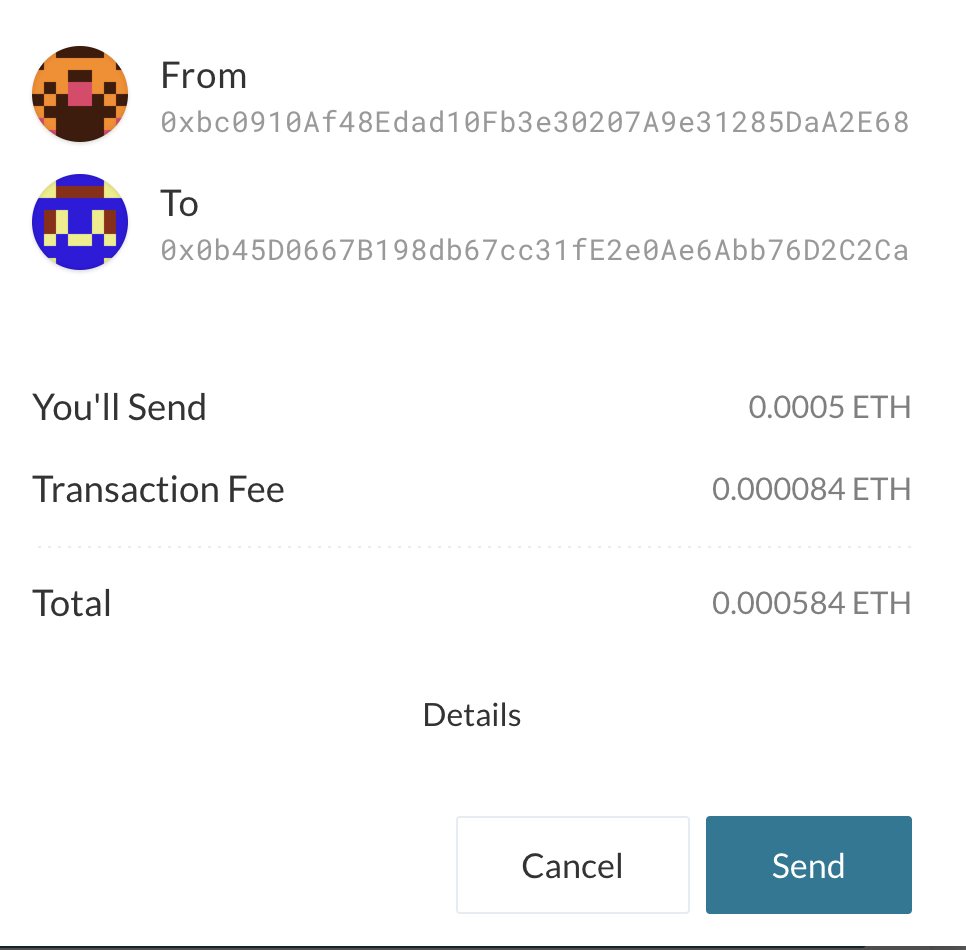 From
0xbc0910Af48Edad10Fb3e30207A9e31285DaA2E68
To
0x0b45D0667B198db67cc31fE2e0Ae6Abb76D2C2Ca
You'll Send 0.0005 ETH
Transaction Fee 0.000084 ETH
Total 0.000584 ETH
Details
Cancel Send